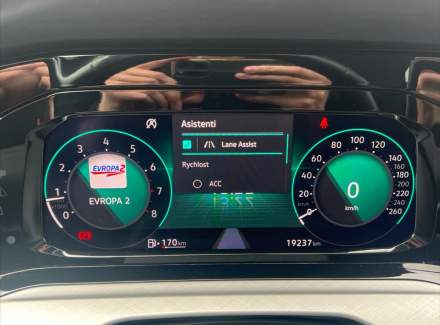 Asistenti
Lane Assist
Rychlost
ACC
EVROPA 2
EVROPA 2
0
1
2
3
4
5
6
7
8
0
km/h
0
20
40
60
80
100
120
140
160
180
200
220
240
260
170 km
19237 km